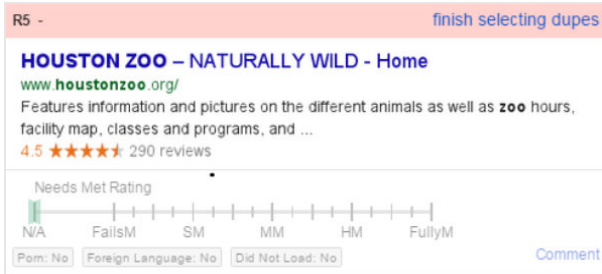 R5 - finish selecting dupes
HOUSTON ZOO – NATURALLY WILD - Home
www.houstonzoo.org/
Features information and pictures on the different animals as well as zoo hours,
facility map, classes and programs, and ...
4.5 ★★★★★ 290 reviews
Needs Met Rating
N/A FailsM SM MM HM FullyM
Porn: No Foreign Language: No Did Not Load: No Comment